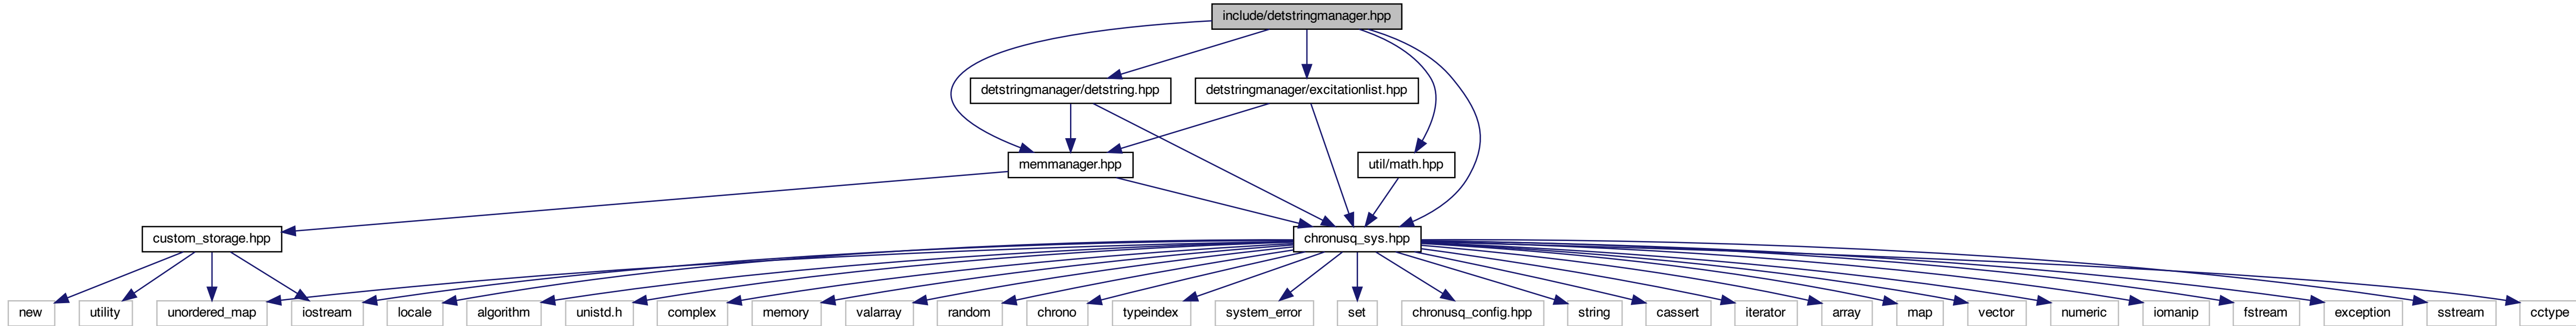 include/detstringmanager.hpp
detstringmanager/detstring.hpp
detstringmanager/excitationlist.hpp
memmanager.hpp
util/math.hpp
custom_storage.hpp
chronusq_sys.hpp
new
utility
unordered_map
iostream
locale
algorithm
unistd.h
complex
memory
valarray
random
chrono
typeindex
system_error
set
chronusq_config.hpp
string
cassert
iterator
array
map
vector
numeric
iomanip
fstream
exception
sstream
cctype